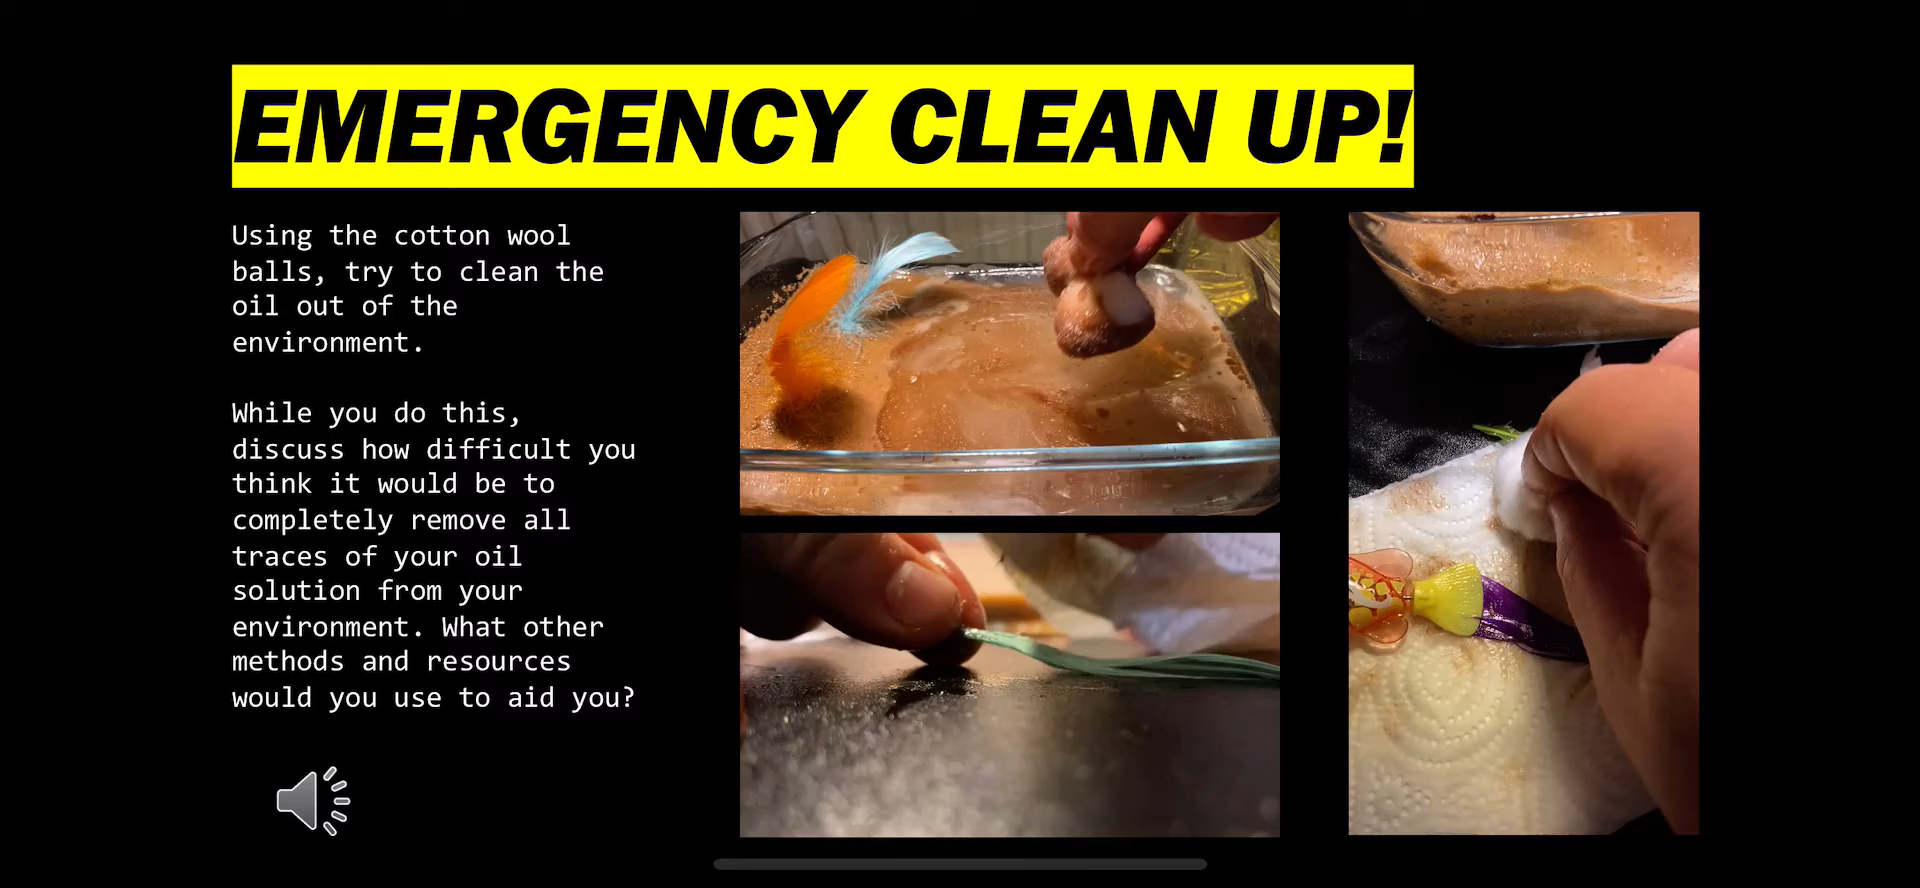 EMERGENCY CLEAN UP!
Using the cotton wool
balls, try to clean the
oil out of the
environment.
While you do this,
discuss how difficult you
think it would be to
completely remove all
traces of your oil
solution from your
environment. What other
methods and resources
would you use to aid you?